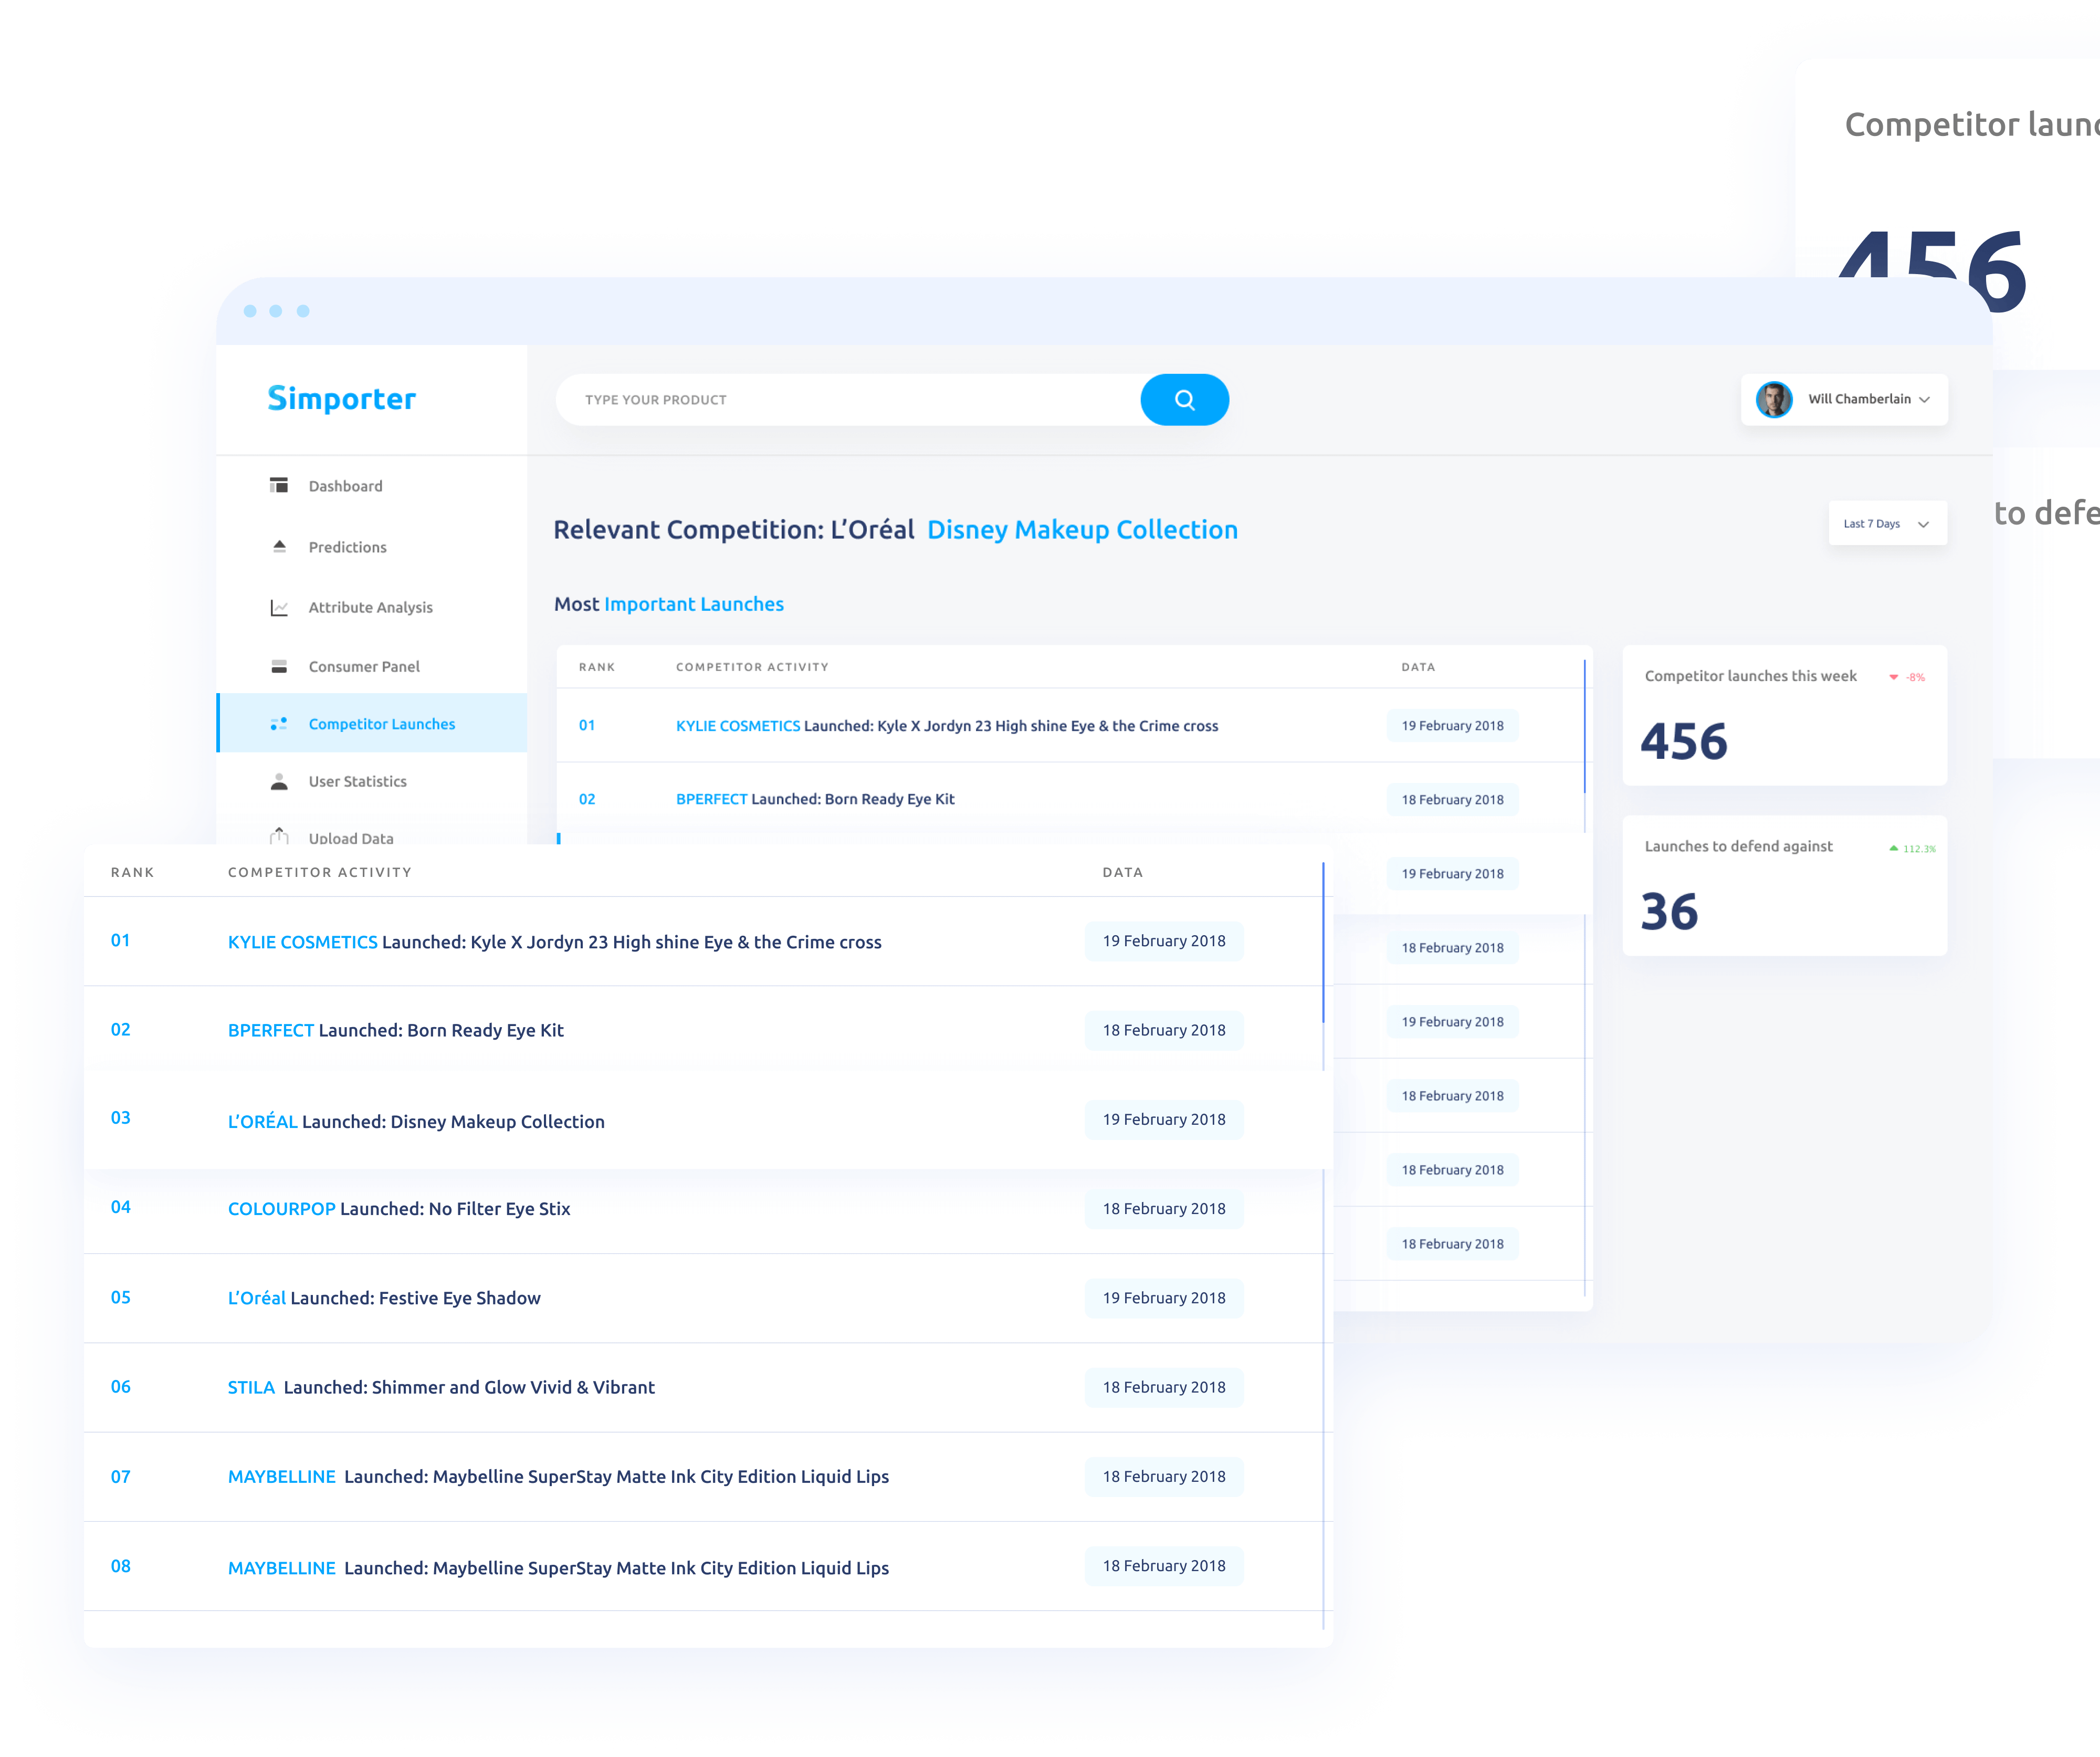 Competitor launc
456
Simporter
TYPE YOUR PRODUCT
Will Chamberlain
Dashboard
Predictions
Attribute Analysis
Consumer Panel
Competitor Launches
User Statistics
Upload Data
Relevant Competition: L’Oréal Disney Makeup Collection
Last 7 Days
to defe
Most Important Launches
RANK COMPETITOR ACTIVITY DATA
01 KYLIE COSMETICS Launched: Kyle X Jordyn 23 High shine Eye & the Crime cross 19 February 2018
02 BPERFECT Launched: Born Ready Eye Kit 18 February 2018
19 February 2018
18 February 2018
19 February 2018
18 February 2018
18 February 2018
18 February 2018
Competitor launches this week -8%
456
Launches to defend against 112.3%
36
RANK COMPETITOR ACTIVITY DATA
01 KYLIE COSMETICS Launched: Kyle X Jordyn 23 High shine Eye & the Crime cross 19 February 2018
02 BPERFECT Launched: Born Ready Eye Kit 18 February 2018
03 L’ORÉAL Launched: Disney Makeup Collection 19 February 2018
04 COLOURPOP Launched: No Filter Eye Stix 18 February 2018
05 L’Oréal Launched: Festive Eye Shadow 19 February 2018
06 STILA Launched: Shimmer and Glow Vivid & Vibrant 18 February 2018
07 MAYBELLINE Launched: Maybelline SuperStay Matte Ink City Edition Liquid Lips 18 February 2018
08 MAYBELLINE Launched: Maybelline SuperStay Matte Ink City Edition Liquid Lips 18 February 2018